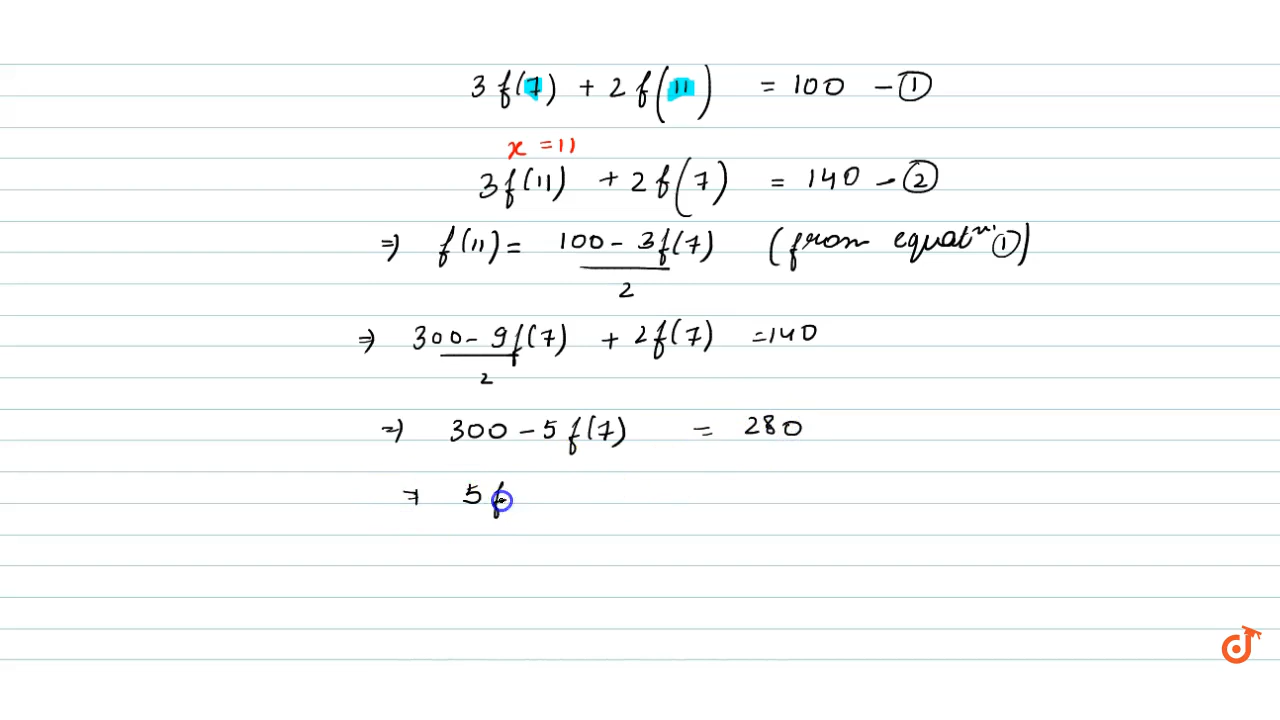 3f(7) + 2f(11) = 100 - ①
x = 11
3f(11) + 2f(7) = 140 - ②
⇒ f(11) = 100 - 3f(7) / 2 (from equatⁿ. ①)
⇒ 300 - 9f(7) / 2 + 2f(7) = 140
⇒ 300 - 5f(7) = 280
⇒ 5f